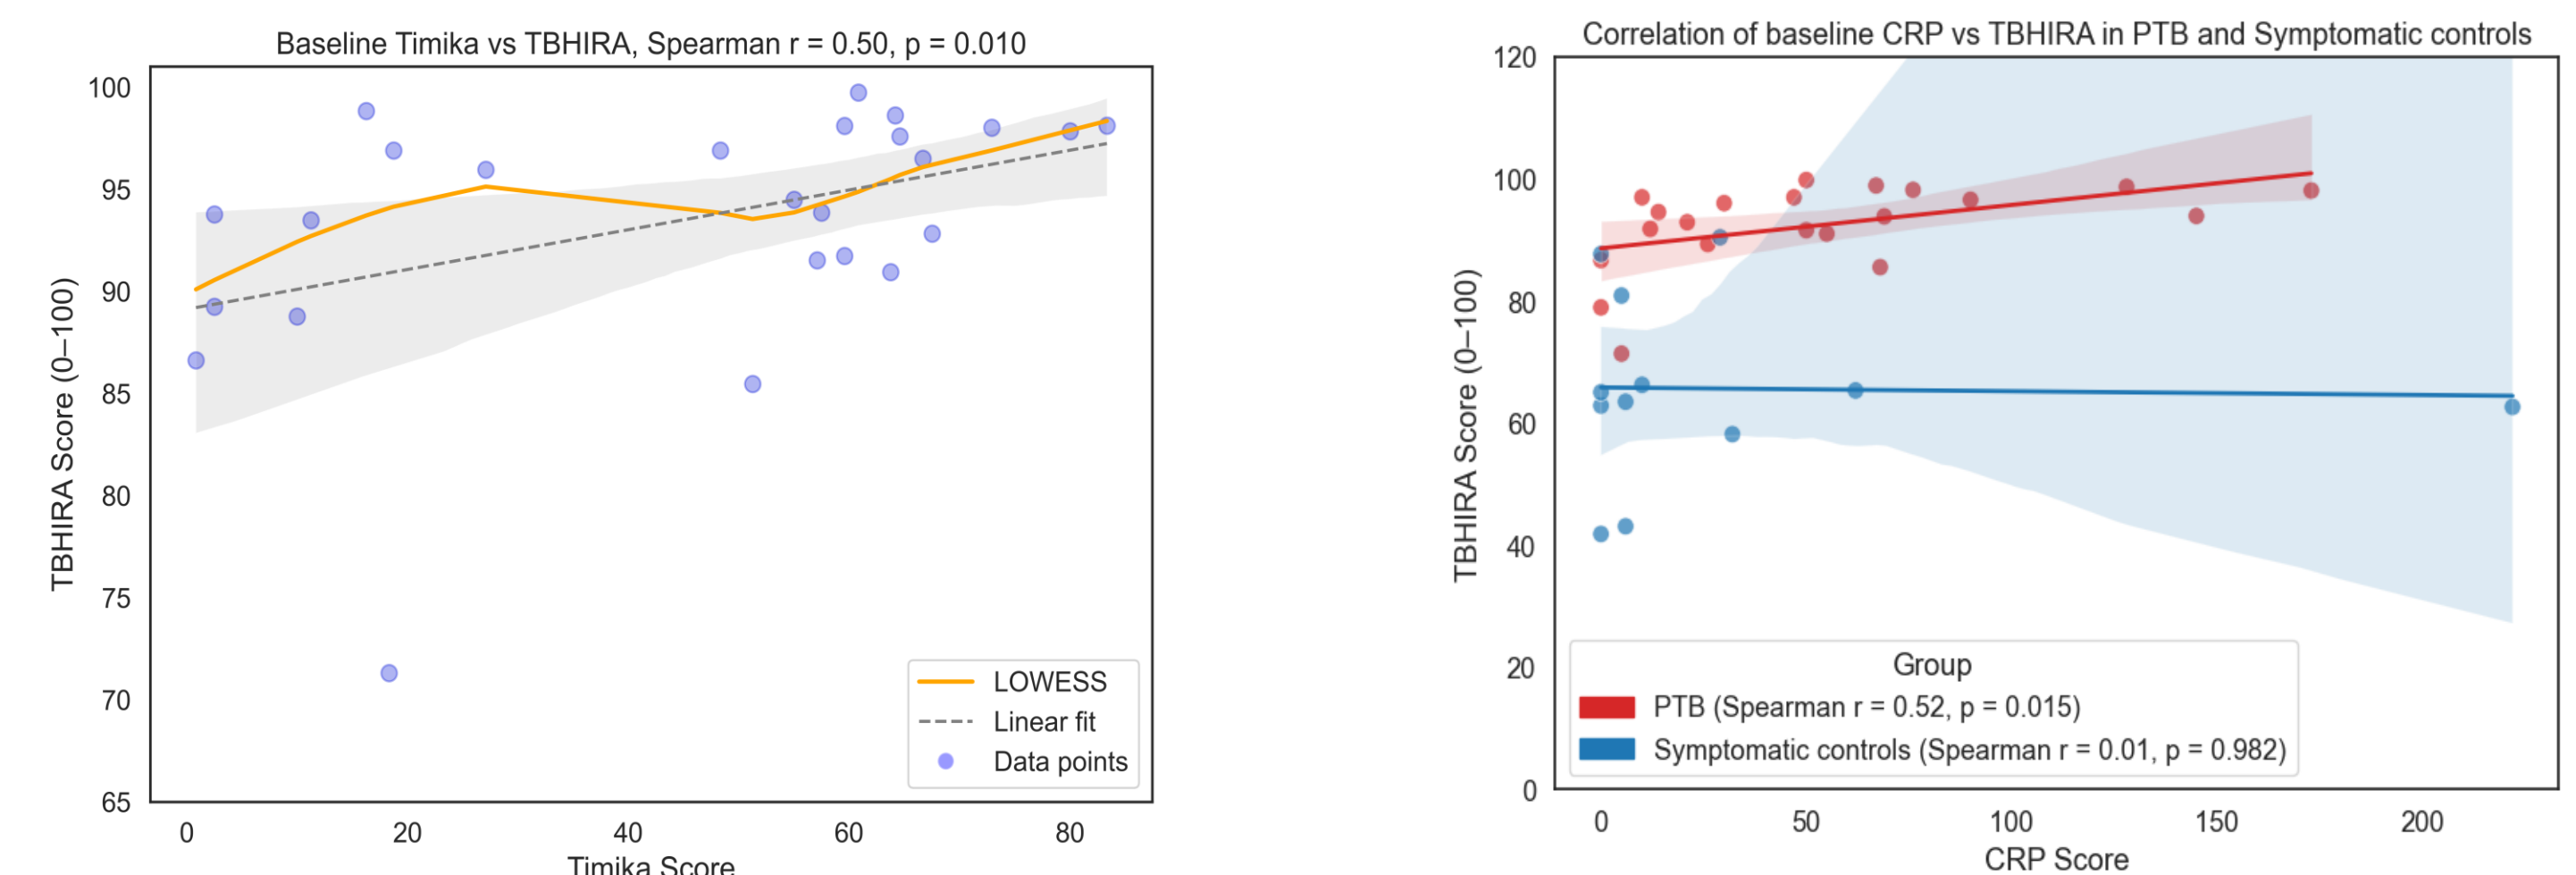 Baseline Timika vs TBHIRA, Spearman r = 0.50, p = 0.010
TBHIRA Score (0–100)
100
95
90
85
80
75
70
65
LOWESS
Linear fit
Data points
0 20 40 60 80
Timika Score
Correlation of baseline CRP vs TBHIRA in PTB and Symptomatic controls
TBHIRA Score (0–100)
120
100
80
60
40
20
0
Group
PTB (Spearman r = 0.52, p = 0.015)
Symptomatic controls (Spearman r = 0.01, p = 0.982)
0 50 100 150 200
CRP Score